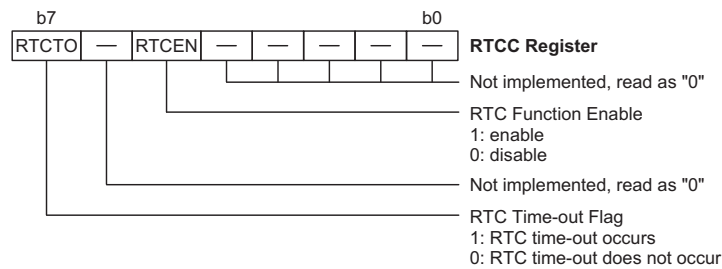 b7 b0
RTCTO — RTCEN — — — — — RTCC Register
Not implemented, read as "0"
RTC Function Enable
1: enable
0: disable
Not implemented, read as "0"
RTC Time-out Flag
1: RTC time-out occurs
0: RTC time-out does not occur